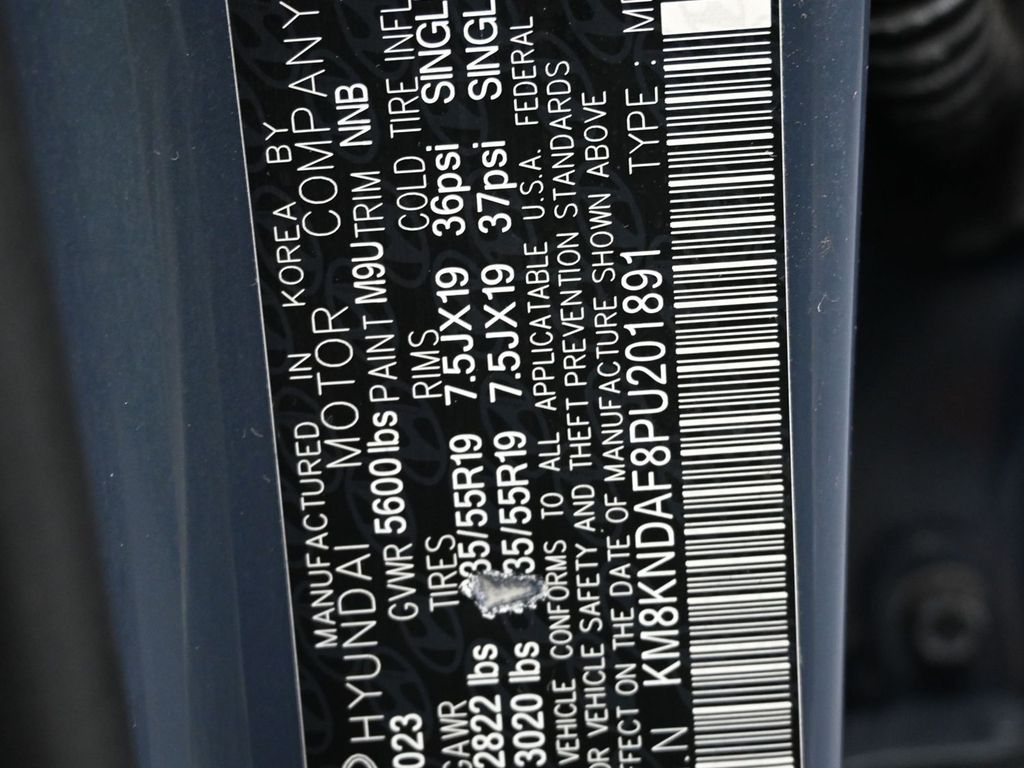 MANUFACTURED IN KOREA BY
HYUNDAI MOTOR COMPANY
023 GVWR 5600lbs PAINT M9U TRIM NNB
GAWR TIRES RIMS COLD TIRE INFL
2822 lbs 35/55R19 7.5JX19 36psi SINGL
3020 lbs 35/55R19 7.5JX19 37psi SINGL
VEHICLE CONFORMS TO ALL APPLICATABLE U.S.A. FEDERAL
OR VEHICLE SAFETY AND THEFT PREVENTION STANDARDS
FFECT ON THE DATE OF MANUFACTURE SHOWN ABOVE
.N KM8KNDAF8PU201891 TYPE : MP